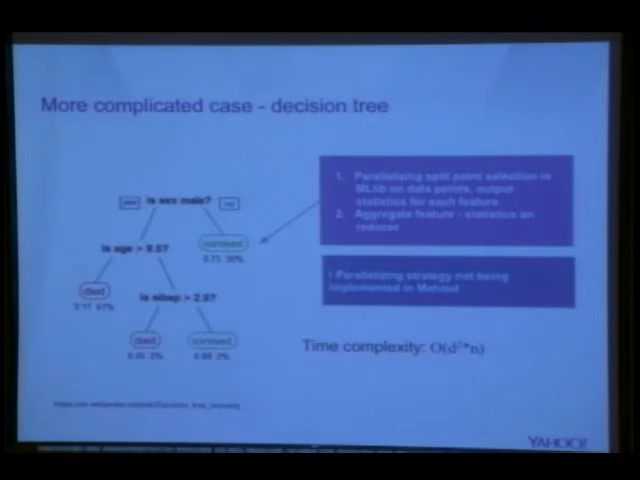 More complicated case - decision tree
yes is sex male? no
is age > 9.5?
survived
0.73 36%
died
0.17 61%
is sibsp > 2.5?
died
0.05 2%
survived
0.89 2%
1. Parallelizing split point selection in
MLlib on data points, output
statistics for each feature
2. Aggregate feature - statistics on
reducer
! Parallelizing strategy not being
implemented in Mahout
Time complexity: O(d²*n)
https://en.wikipedia.org/wiki/Decision_tree_learning
YAHOO!